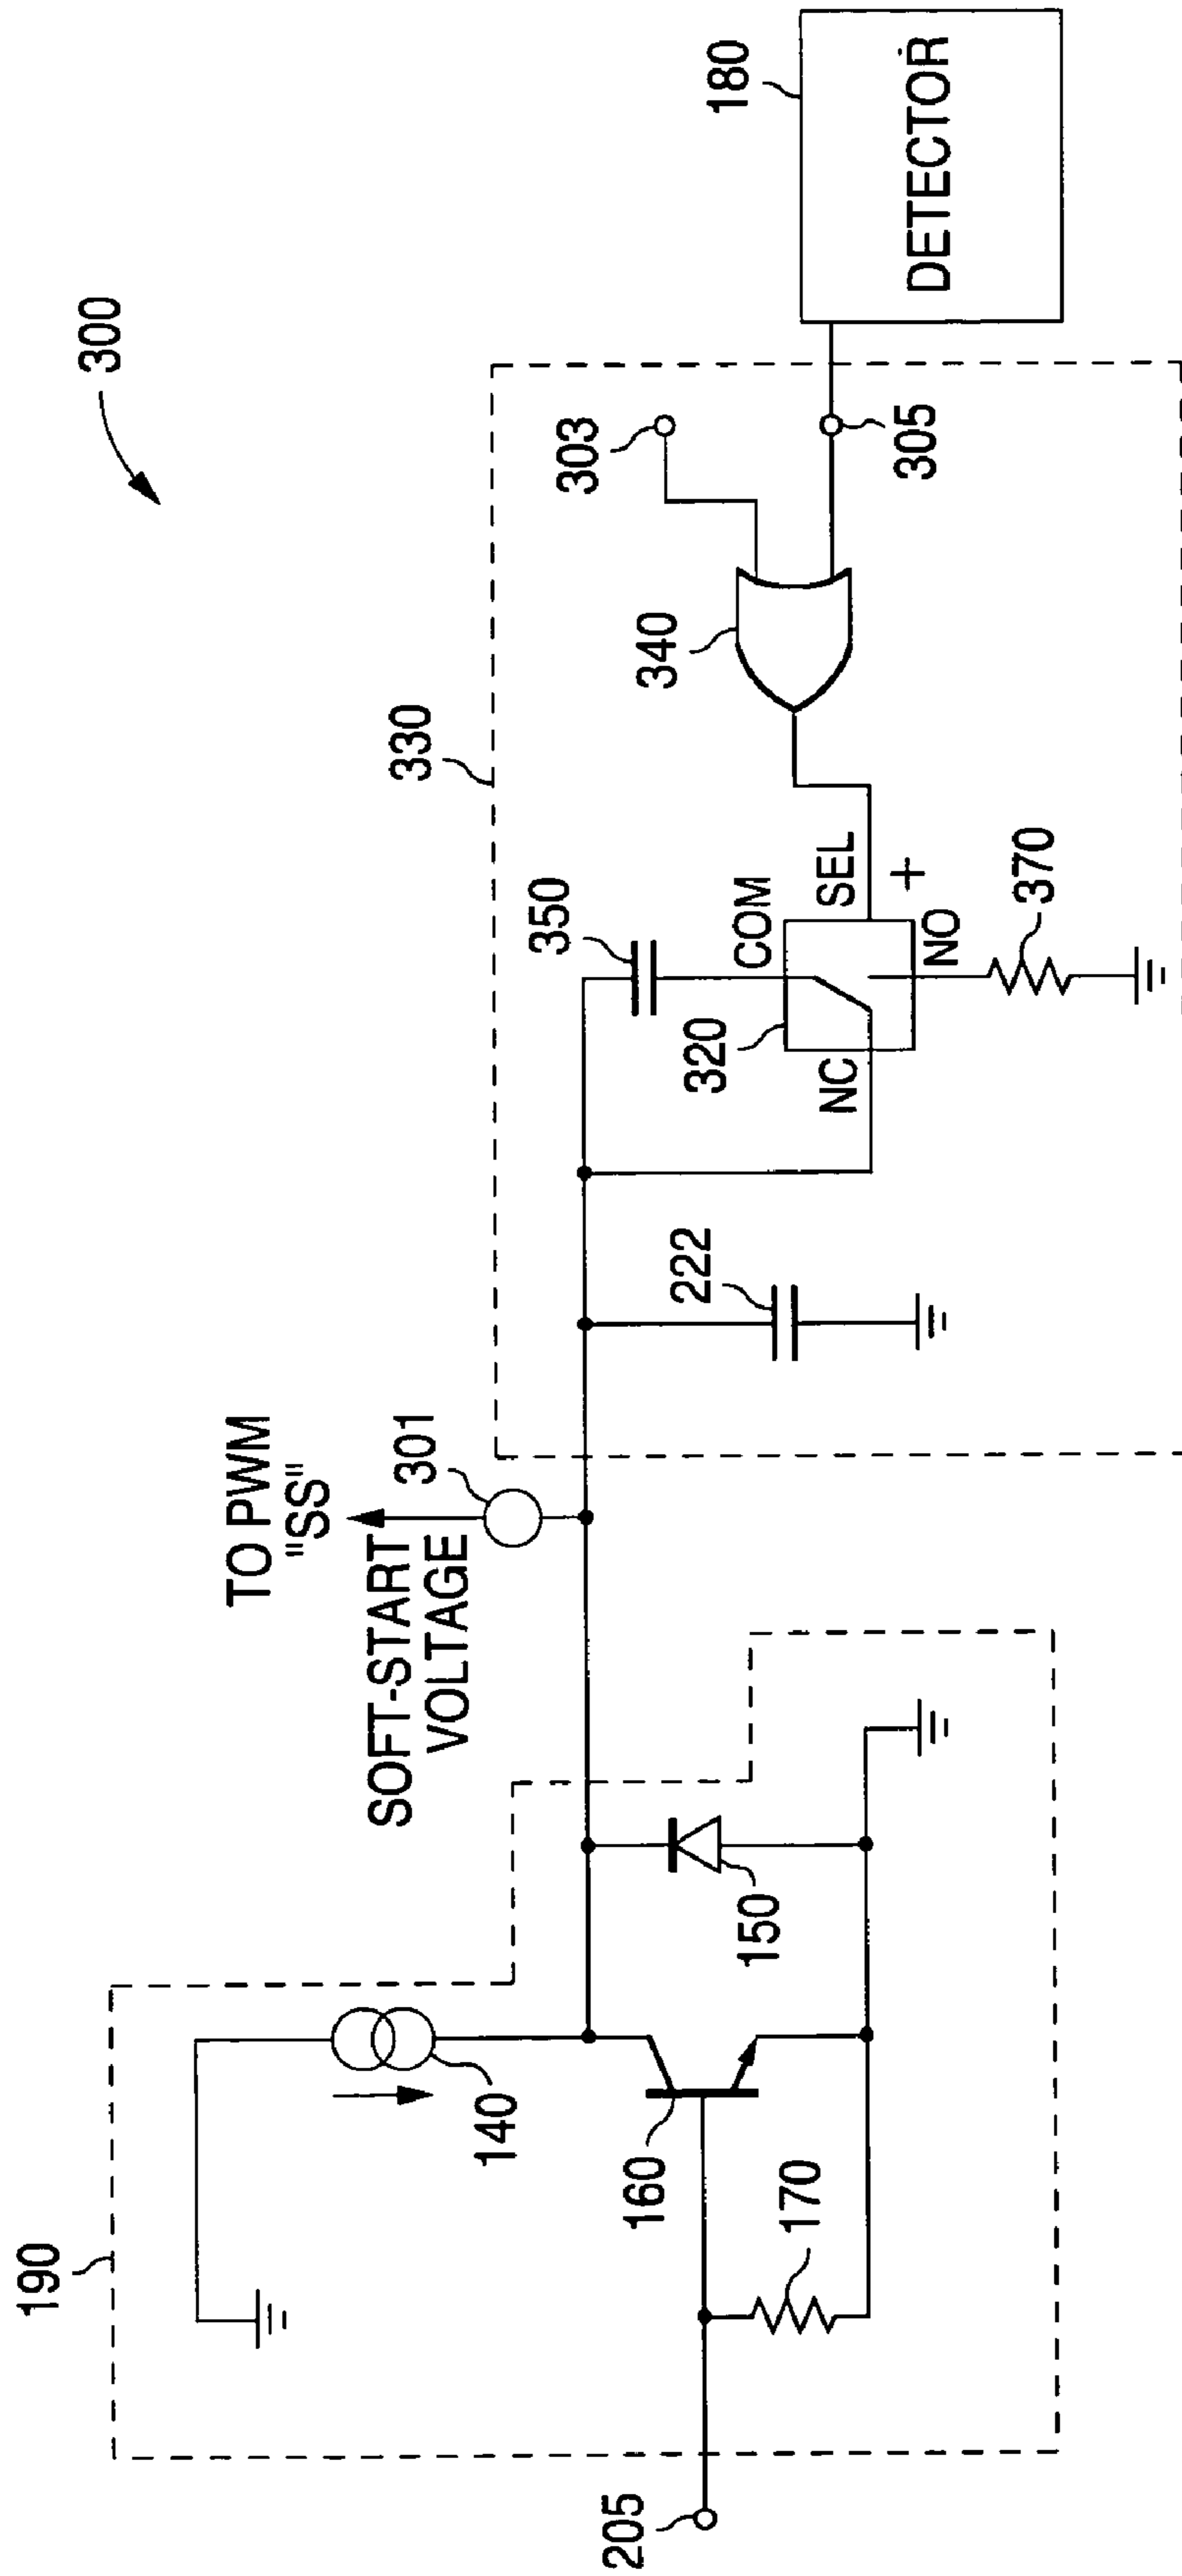 300
190
140
160
170
205
150
TO PWM
"SS"
SOFT-START
VOLTAGE
301
330
222
350
COM
320
NC
SEL
+
NO
370
340
303
305
180
DETECTOR